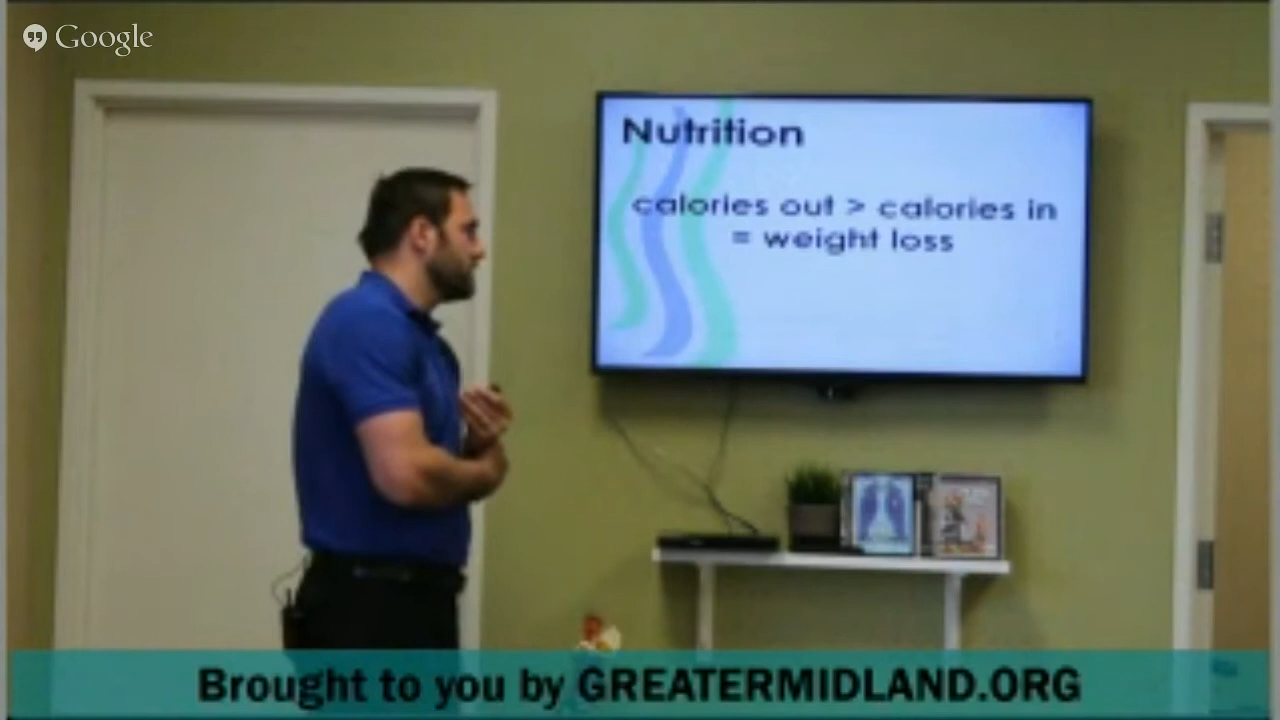 Google
Nutrition
calories out > calories in
= weight loss
Brought to you by GREATERMIDLAND.ORG